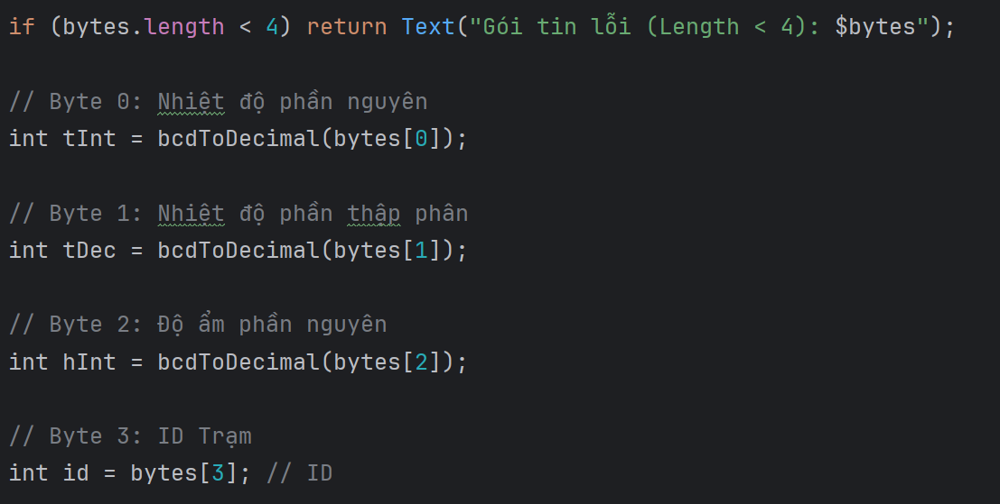 if (bytes.length < 4) return Text("Gói tin lỗi (Length < 4): $bytes");
// Byte 0: Nhiệt độ phần nguyên
int tInt = bcdToDecimal(bytes[0]);
// Byte 1: Nhiệt độ phần thập phân
int tDec = bcdToDecimal(bytes[1]);
// Byte 2: Độ ẩm phần nguyên
int hInt = bcdToDecimal(bytes[2]);
// Byte 3: ID Trạm
int id = bytes[3]; // ID